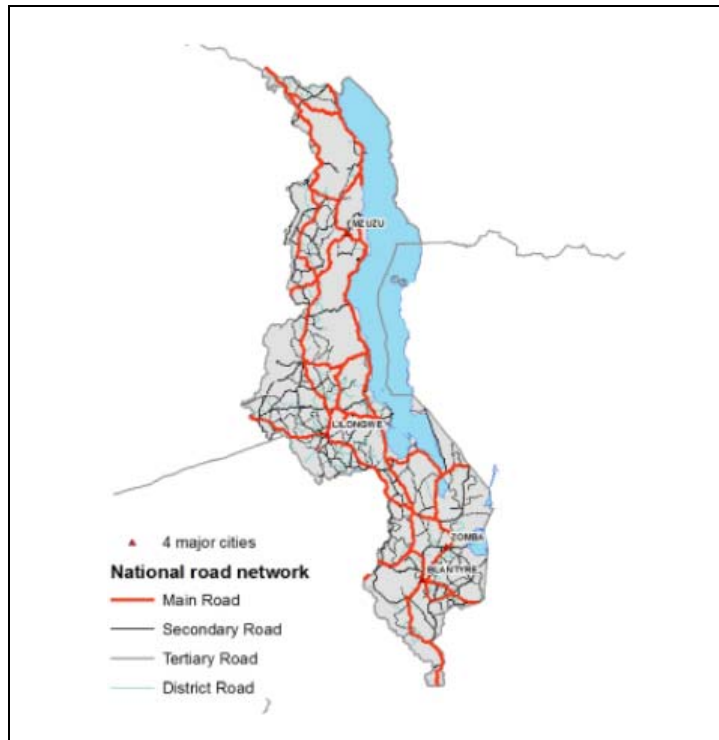 MZUZU
LILONGWE
ZOMBA
BLANTYRE
4 major cities
National road network
Main Road
Secondary Road
Tertiary Road
District Road